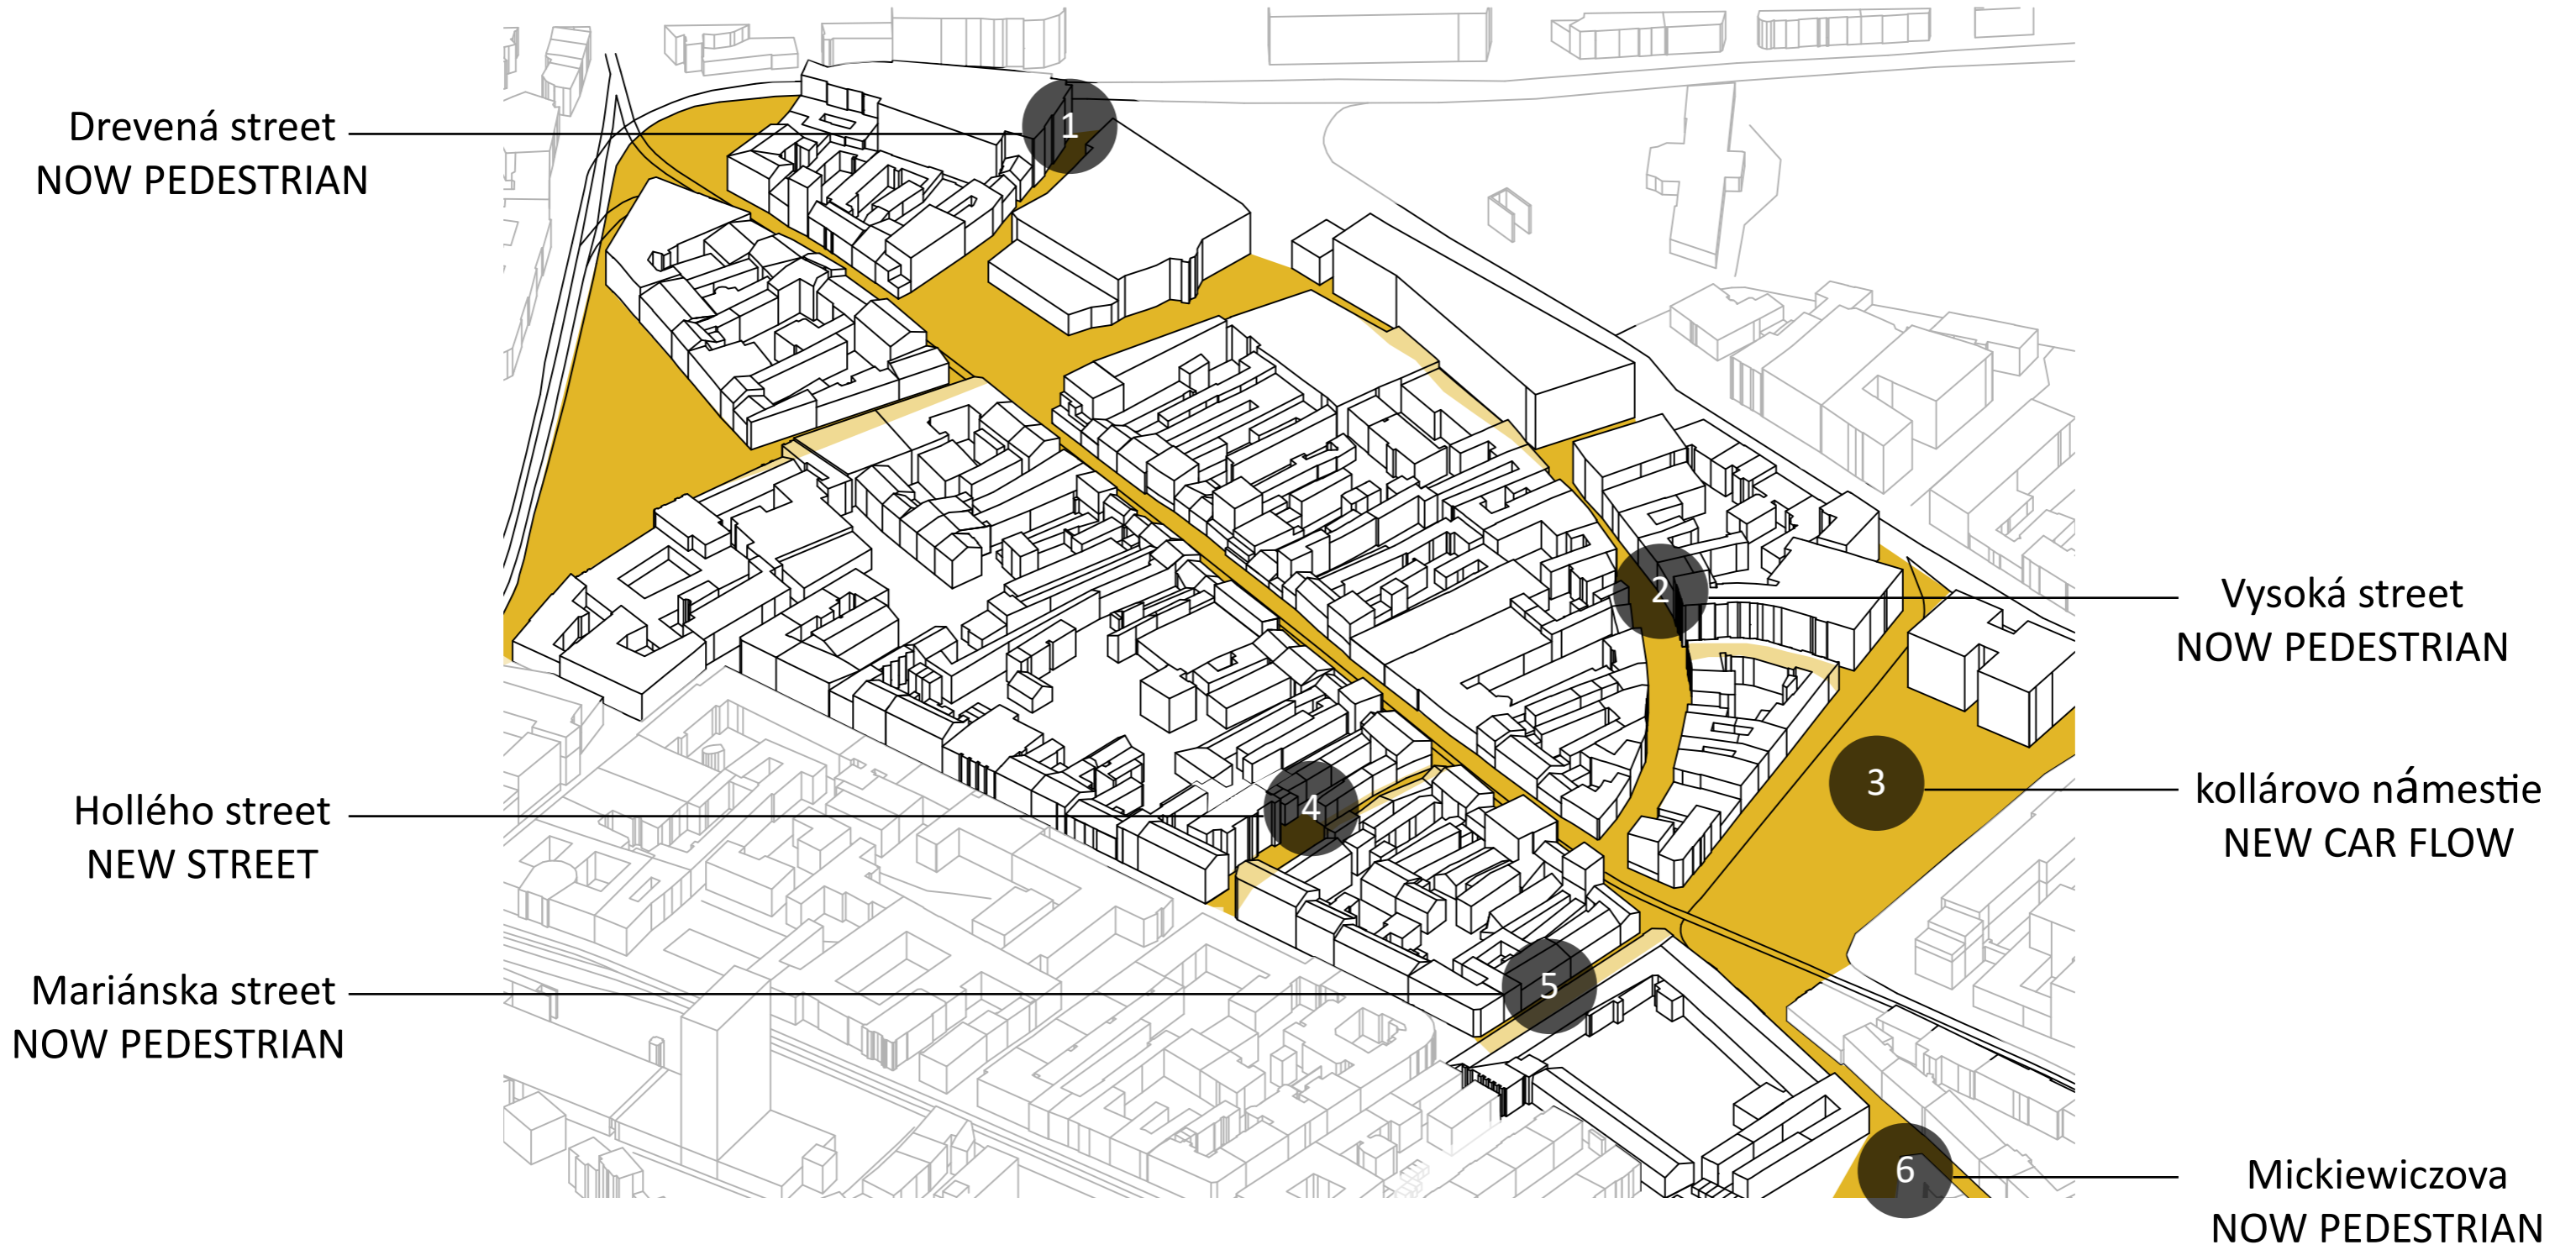 Drevená street
NOW PEDESTRIAN
1
2
Vysoká street
NOW PEDESTRIAN
3
kollárovo námestie
NEW CAR FLOW
4
Hollého street
NEW STREET
5
Mariánska street
NOW PEDESTRIAN
6
Mickiewiczova
NOW PEDESTRIAN